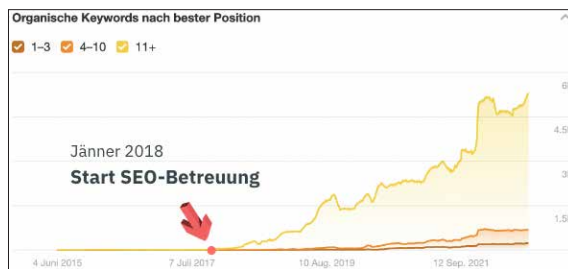 Organische Keywords nach bester Position
1–3 4–10 11+
Jänner 2018
Start SEO-Betreuung
4.5
3
1.5
4 Juni 2015 7 Juli 2017 10 Aug. 2019 12 Sep. 2021